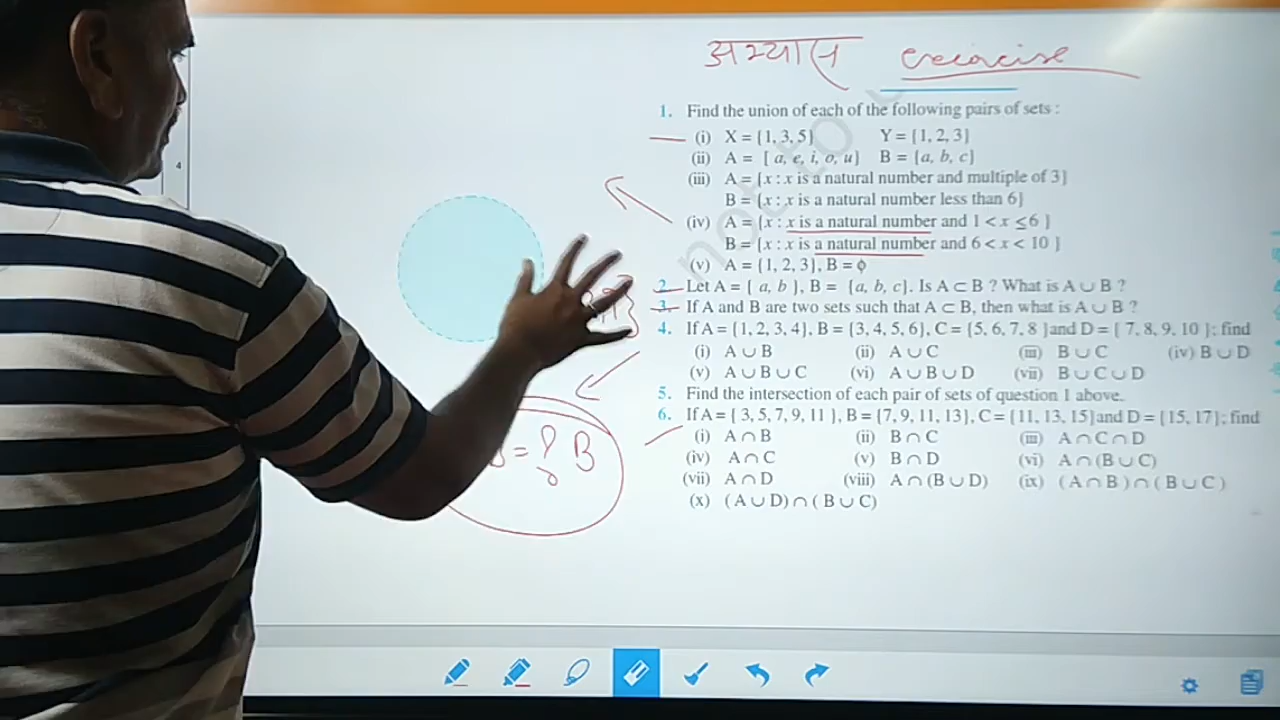 अभ्यास exercise
1. Find the union of each of the following pairs of sets :
(i) X = {1, 3, 5} Y = {1, 2, 3}
(ii) A = [ a, e, i, o, u} B = {a, b, c}
(iii) A = {x : x is a natural number and multiple of 3}
B = {x : x is a natural number less than 6}
(iv) A = {x : x is a natural number and 1 < x ≤ 6 }
B = {x : x is a natural number and 6 < x < 10 }
(v) A = {1, 2, 3}, B = ϕ
2. Let A = { a, b }, B = {a, b, c}. Is A ⊂ B ? What is A ∪ B ?
3. If A and B are two sets such that A ⊂ B, then what is A ∪ B ?
4. If A = {1, 2, 3, 4}, B = {3, 4, 5, 6}, C = {5, 6, 7, 8 }and D = { 7, 8, 9, 10 }; find
(i) A ∪ B (ii) A ∪ C (iii) B ∪ C (iv) B ∪ D
(v) A ∪ B ∪ C (vi) A ∪ B ∪ D (vii) B ∪ C ∪ D
5. Find the intersection of each pair of sets of question 1 above.
6. If A = { 3, 5, 7, 9, 11 }, B = {7, 9, 11, 13}, C = {11, 13, 15}and D = {15, 17}; find
(i) A ∩ B (ii) B ∩ C (iii) A ∩ C ∩ D
(iv) A ∩ C (v) B ∩ D (vi) A ∩ (B ∪ C)
(vii) A ∩ D (viii) A ∩ (B ∪ D) (ix) ( A ∩ B ) ∩ ( B ∪ C )
(x) ( A ∪ D) ∩ ( B ∪ C)
= ? B
not to
4